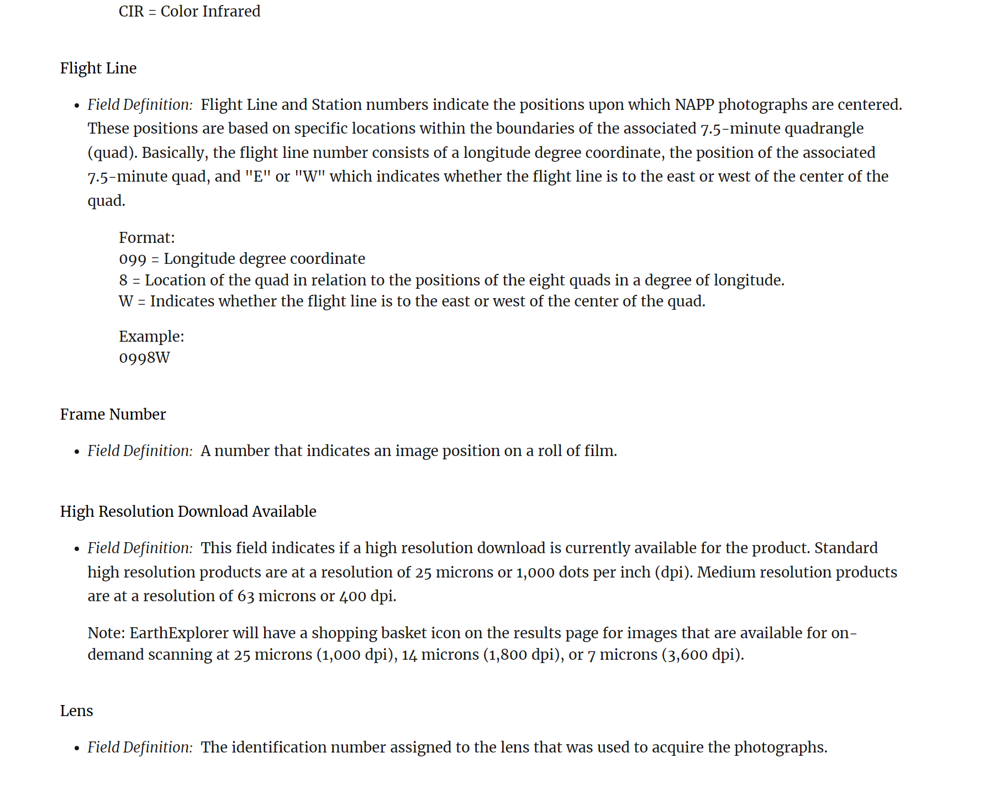 CIR = Color Infrared
Flight Line
• Field Definition: Flight Line and Station numbers indicate the positions upon which NAPP photographs are centered.
These positions are based on specific locations within the boundaries of the associated 7.5-minute quadrangle
(quad). Basically, the flight line number consists of a longitude degree coordinate, the position of the associated
7.5-minute quad, and "E" or "W" which indicates whether the flight line is to the east or west of the center of the
quad.
Format:
099 = Longitude degree coordinate
8 = Location of the quad in relation to the positions of the eight quads in a degree of longitude.
W = Indicates whether the flight line is to the east or west of the center of the quad.
Example:
0998W
Frame Number
• Field Definition: A number that indicates an image position on a roll of film.
High Resolution Download Available
• Field Definition: This field indicates if a high resolution download is currently available for the product. Standard
high resolution products are at a resolution of 25 microns or 1,000 dots per inch (dpi). Medium resolution products
are at a resolution of 63 microns or 400 dpi.
Note: EarthExplorer will have a shopping basket icon on the results page for images that are available for on-
demand scanning at 25 microns (1,000 dpi), 14 microns (1,800 dpi), or 7 microns (3,600 dpi).
Lens
• Field Definition: The identification number assigned to the lens that was used to acquire the photographs.